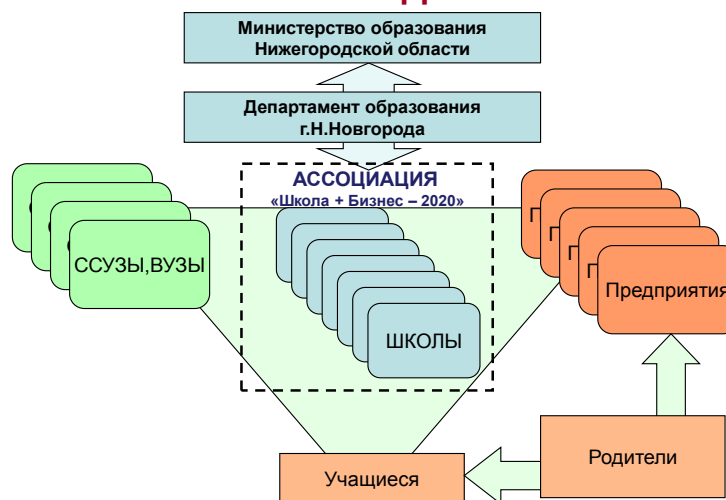 Министерство образования
Нижегородской области
Департамент образования
г.Н.Новгорода
АССОЦИАЦИЯ
«Школа + Бизнес – 2020»
ССУЗЫ,ВУЗЫ
ШКОЛЫ
Предприятия
Учащиеся
Родители